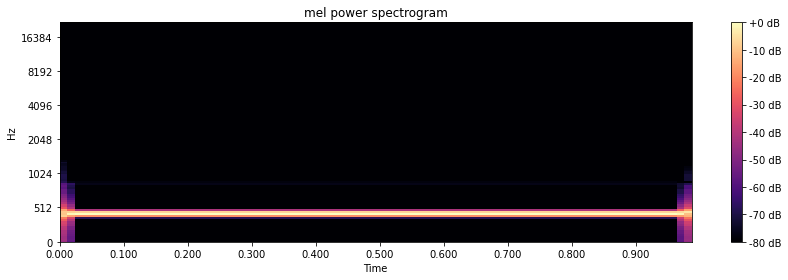 mel power spectrogram
Hz
16384
8192
4096
2048
1024
512
0
0.000 0.100 0.200 0.300 0.400 0.500 0.600 0.700 0.800 0.900
Time
+0 dB
-10 dB
-20 dB
-30 dB
-40 dB
-50 dB
-60 dB
-70 dB
-80 dB